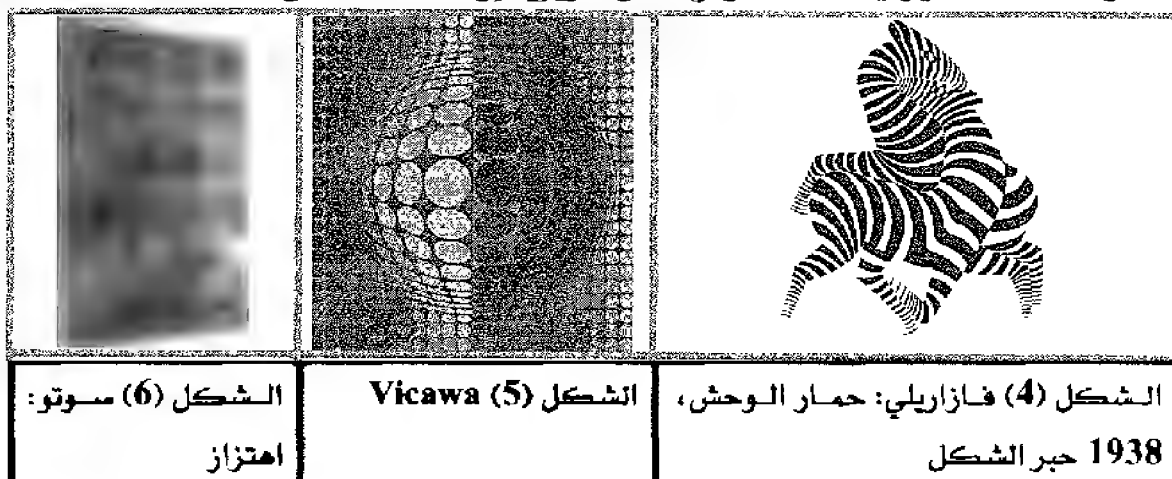 الشكل (4) فازاريلي: حمار الوحش،
1938 حبر الشكل
الشكل (5) Vicawa
الشكل (6) سوتو:
اهتزاز